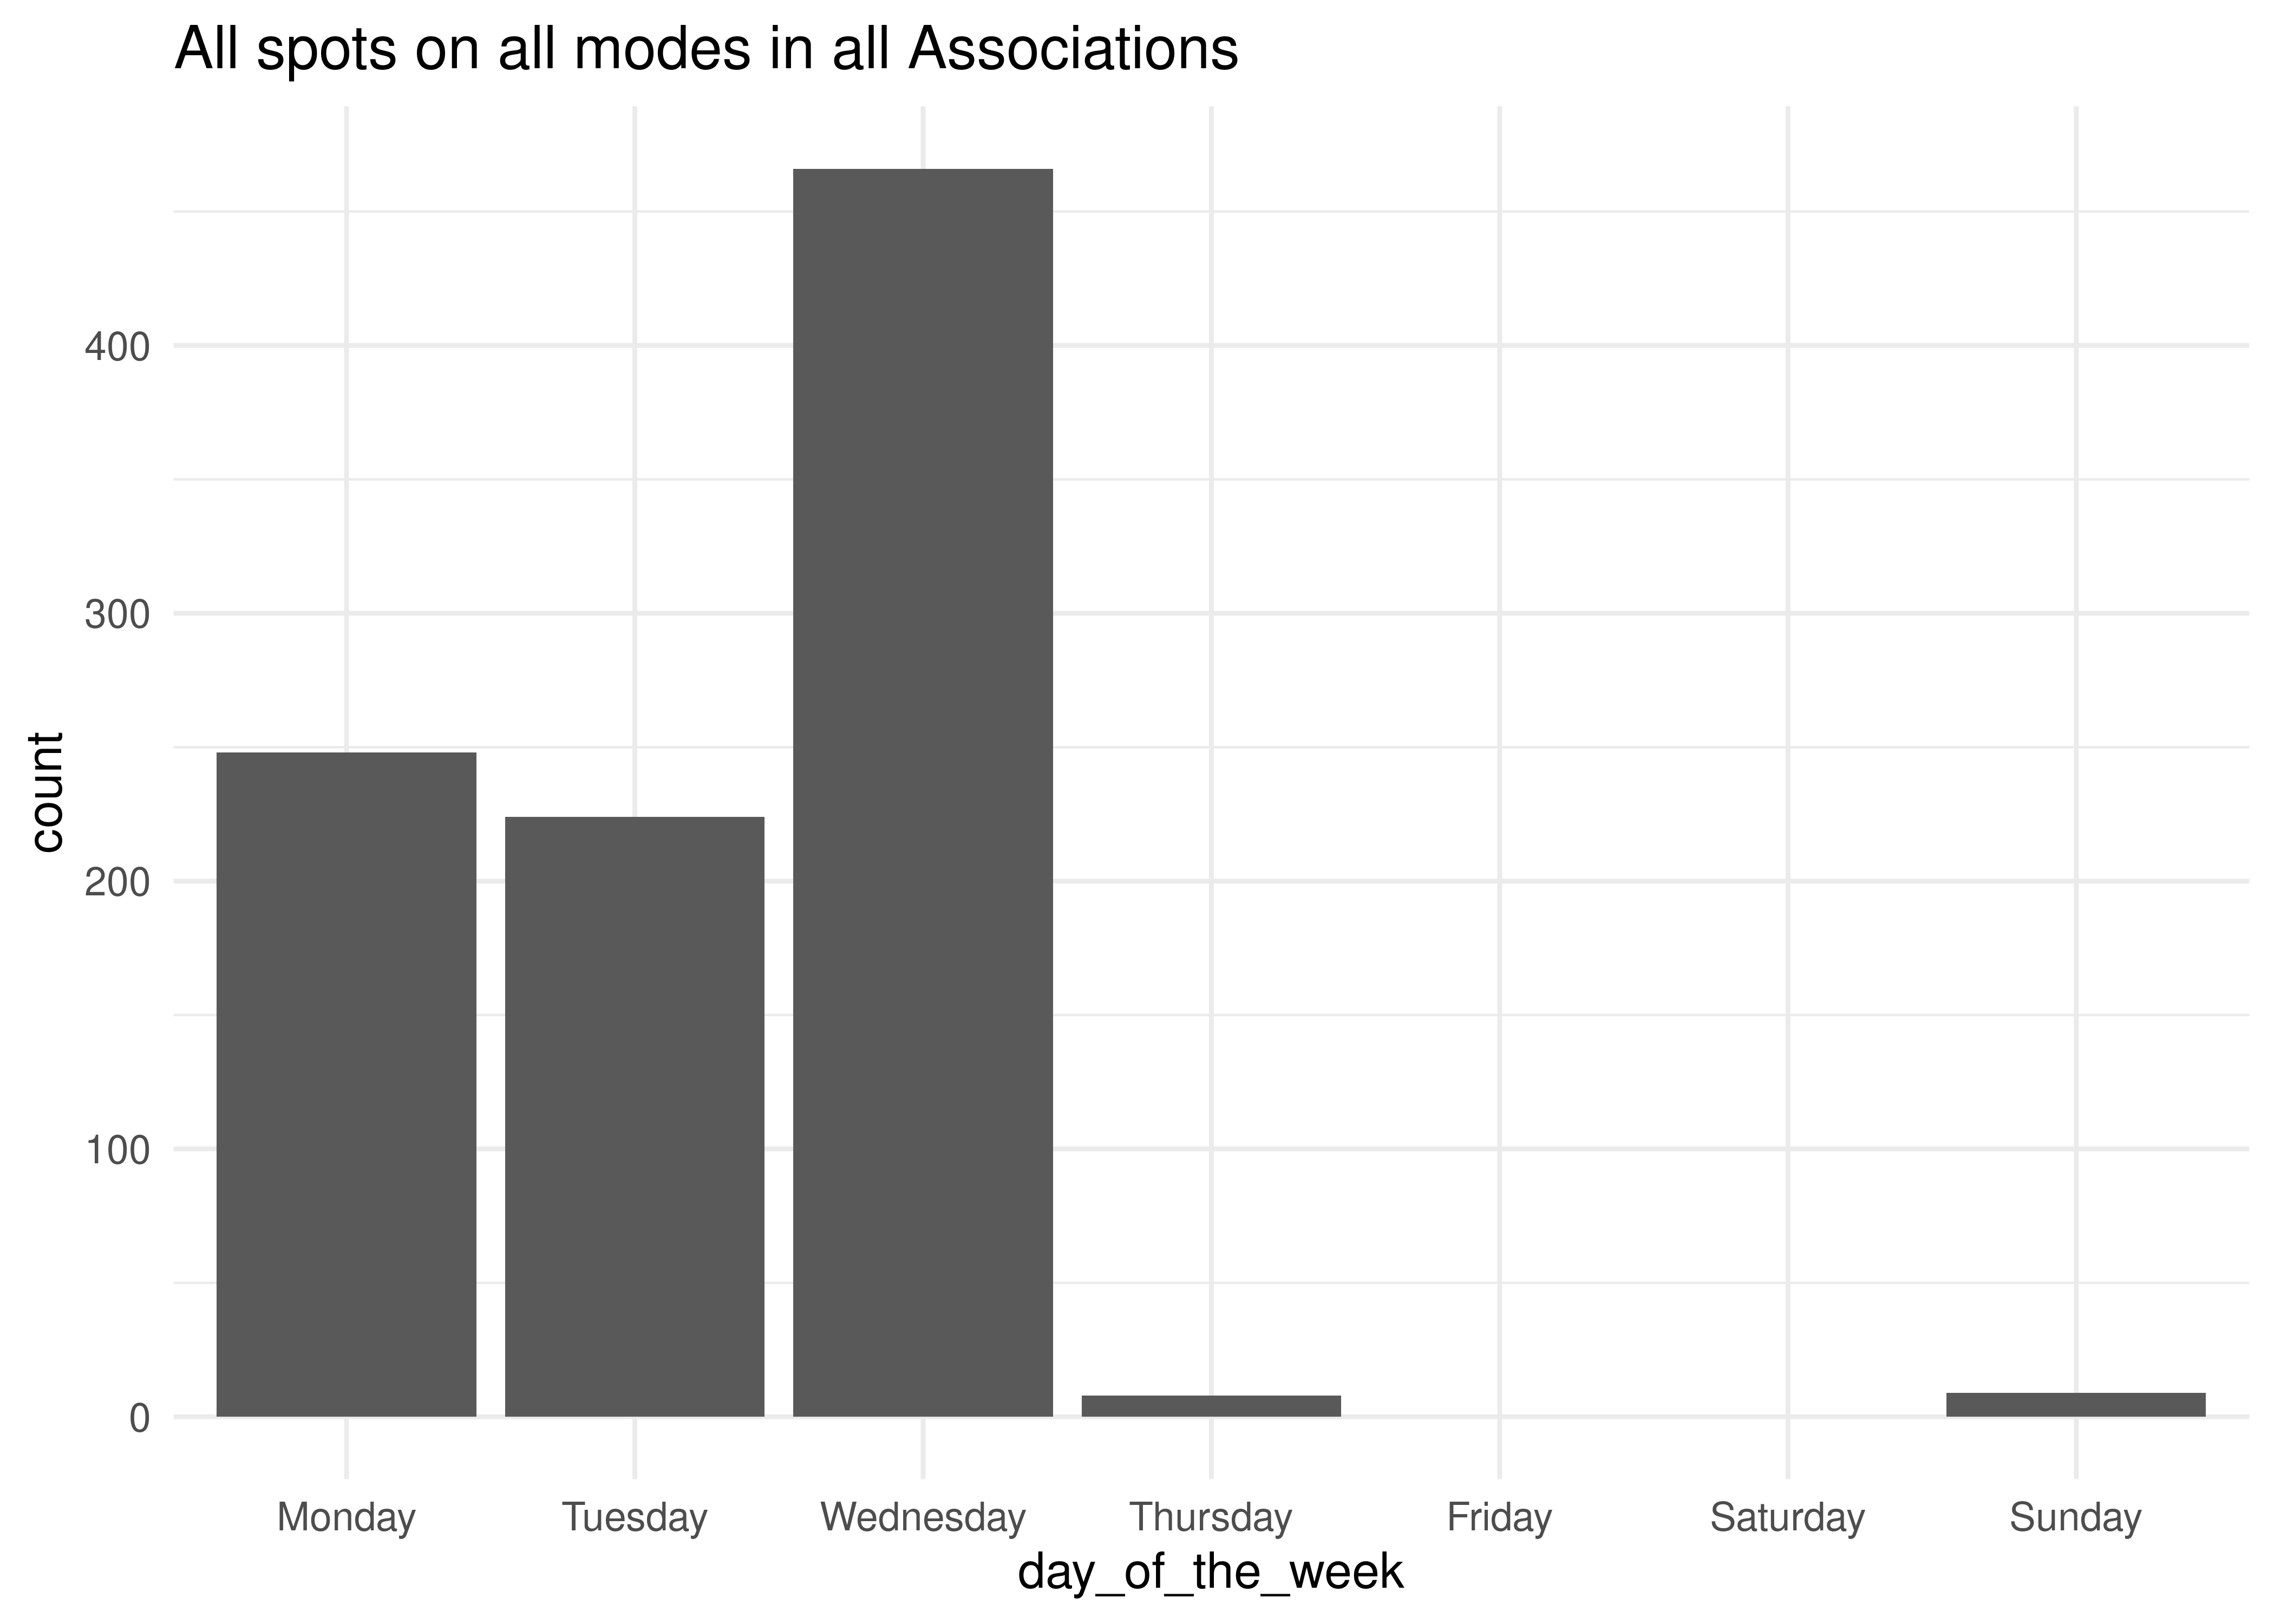 All spots on all modes in all Associations
count
400
300
200
100
0
Monday Tuesday Wednesday Thursday Friday Saturday Sunday
day_of_the_week